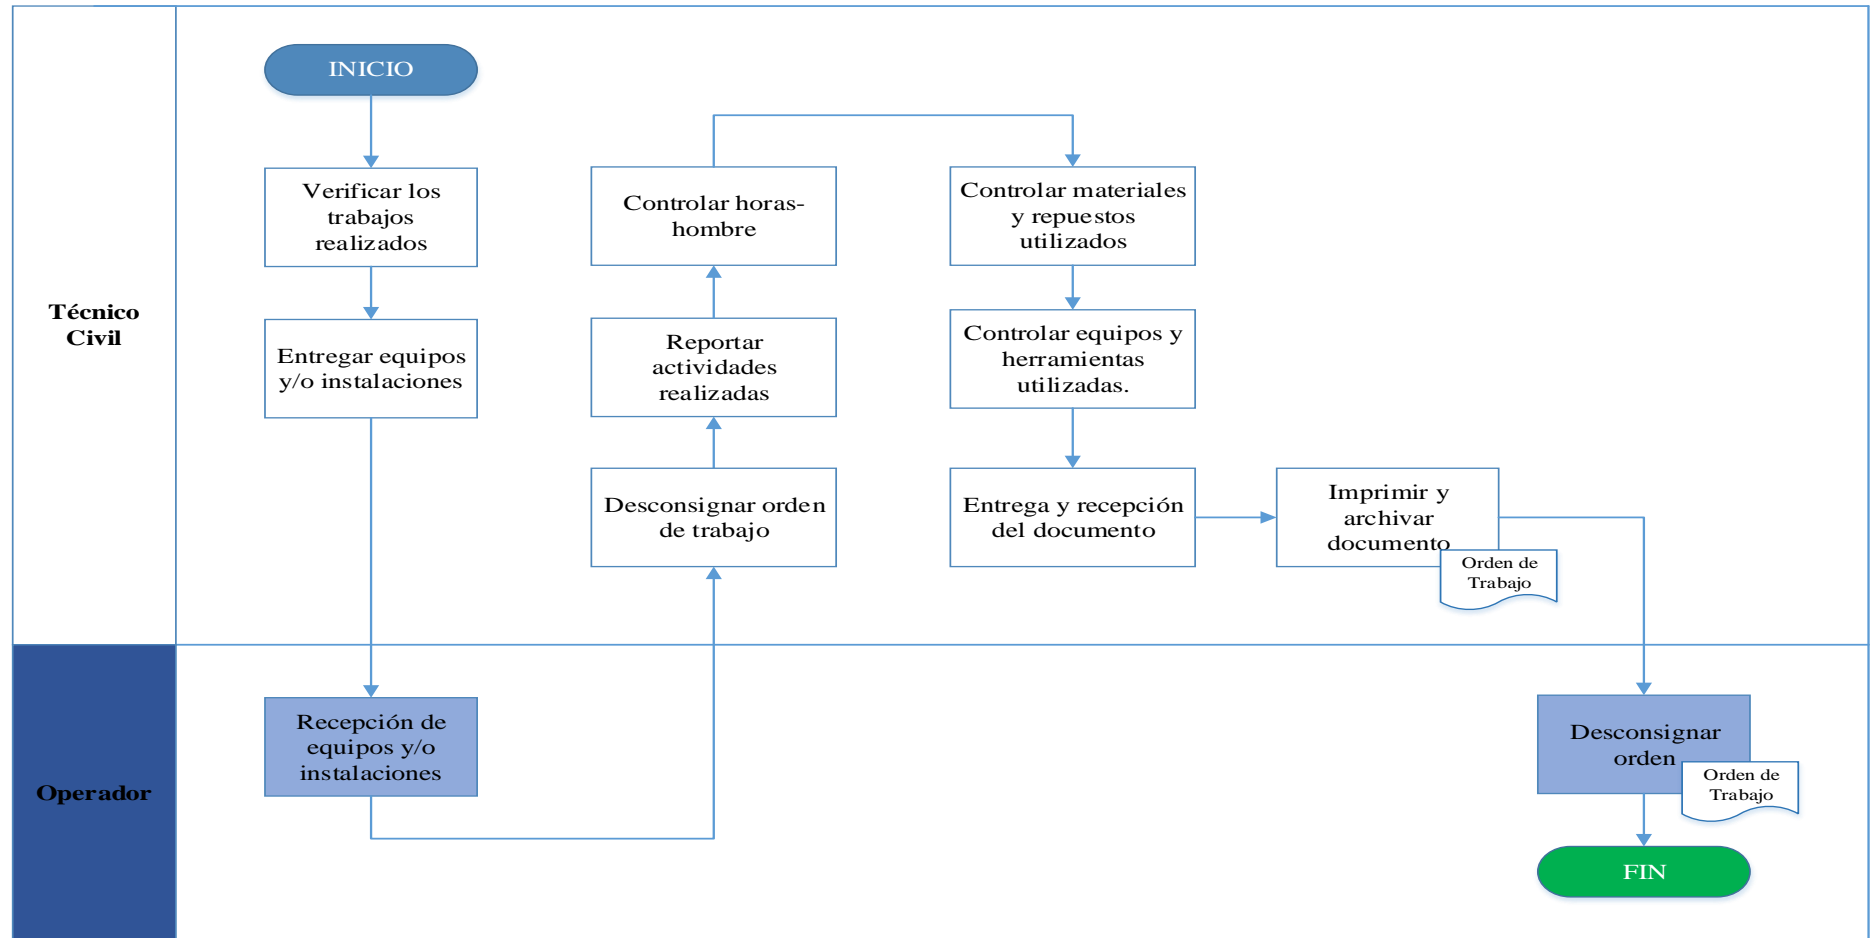 Técnico
Civil
INICIO
Verificar los
trabajos
realizados
Entregar equipos
y/o instalaciones
Controlar horas-
hombre
Reportar
actividades
realizadas
Desconsignar orden
de trabajo
Controlar materiales
y repuestos
utilizados
Controlar equipos y
herramientas
utilizadas.
Entrega y recepción
del documento
Imprimir y
archivar
documento
Orden de
Trabajo
Operador
Recepción de
equipos y/o
instalaciones
Desconsignar
orden
Orden de
Trabajo
FIN